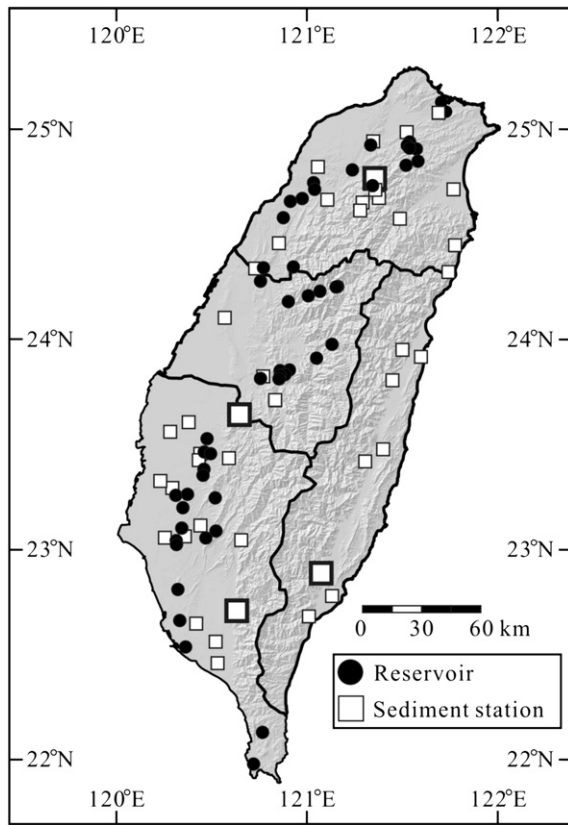 120°E 121°E 122°E
25°N 25°N
24°N 24°N
23°N 23°N
0 30 60 km
Reservoir
Sediment station
22°N 22°N
120°E 121°E 122°E